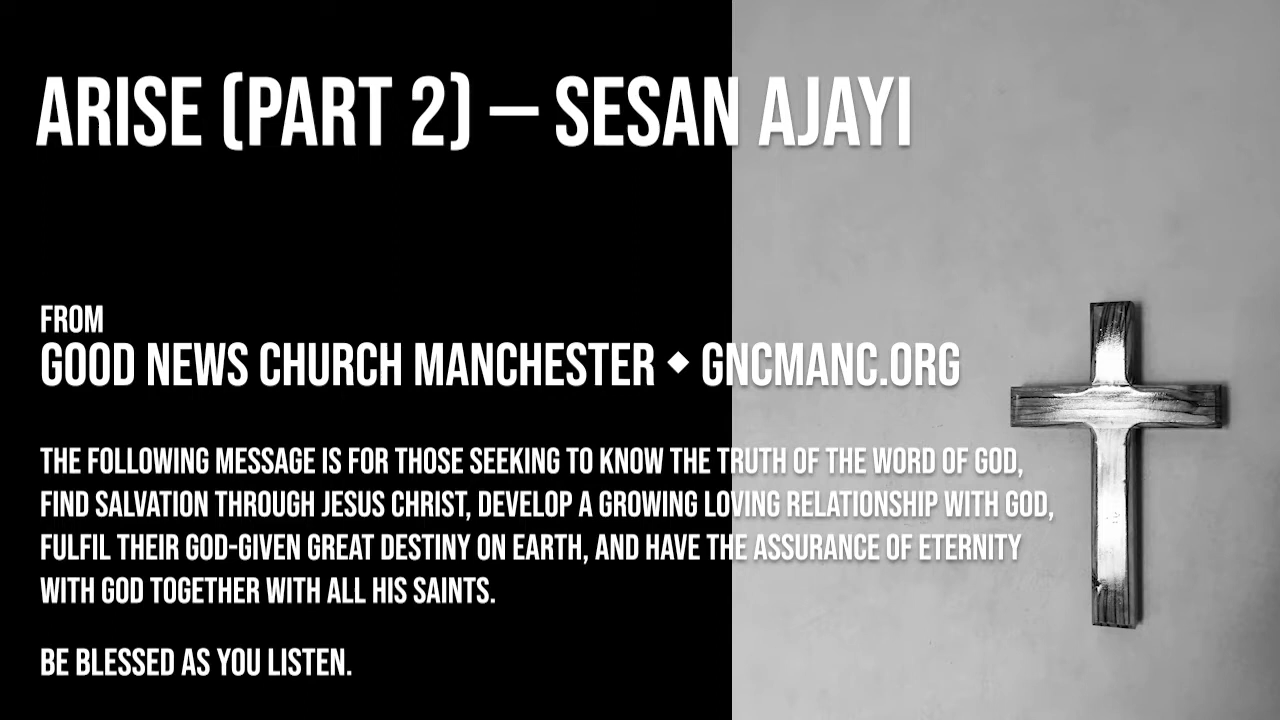 ARISE (PART 2) – SESAN AJAYI
FROM
GOOD NEWS CHURCH MANCHESTER ◆ GNCMANC.ORG
THE FOLLOWING MESSAGE IS FOR THOSE SEEKING TO KNOW THE TRUTH OF THE WORD OF GOD,
FIND SALVATION THROUGH JESUS CHRIST, DEVELOP A GROWING LOVING RELATIONSHIP WITH GOD,
FULFIL THEIR GOD-GIVEN GREAT DESTINY ON EARTH, AND HAVE THE ASSURANCE OF ETERNITY
WITH GOD TOGETHER WITH ALL HIS SAINTS.
BE BLESSED AS YOU LISTEN.